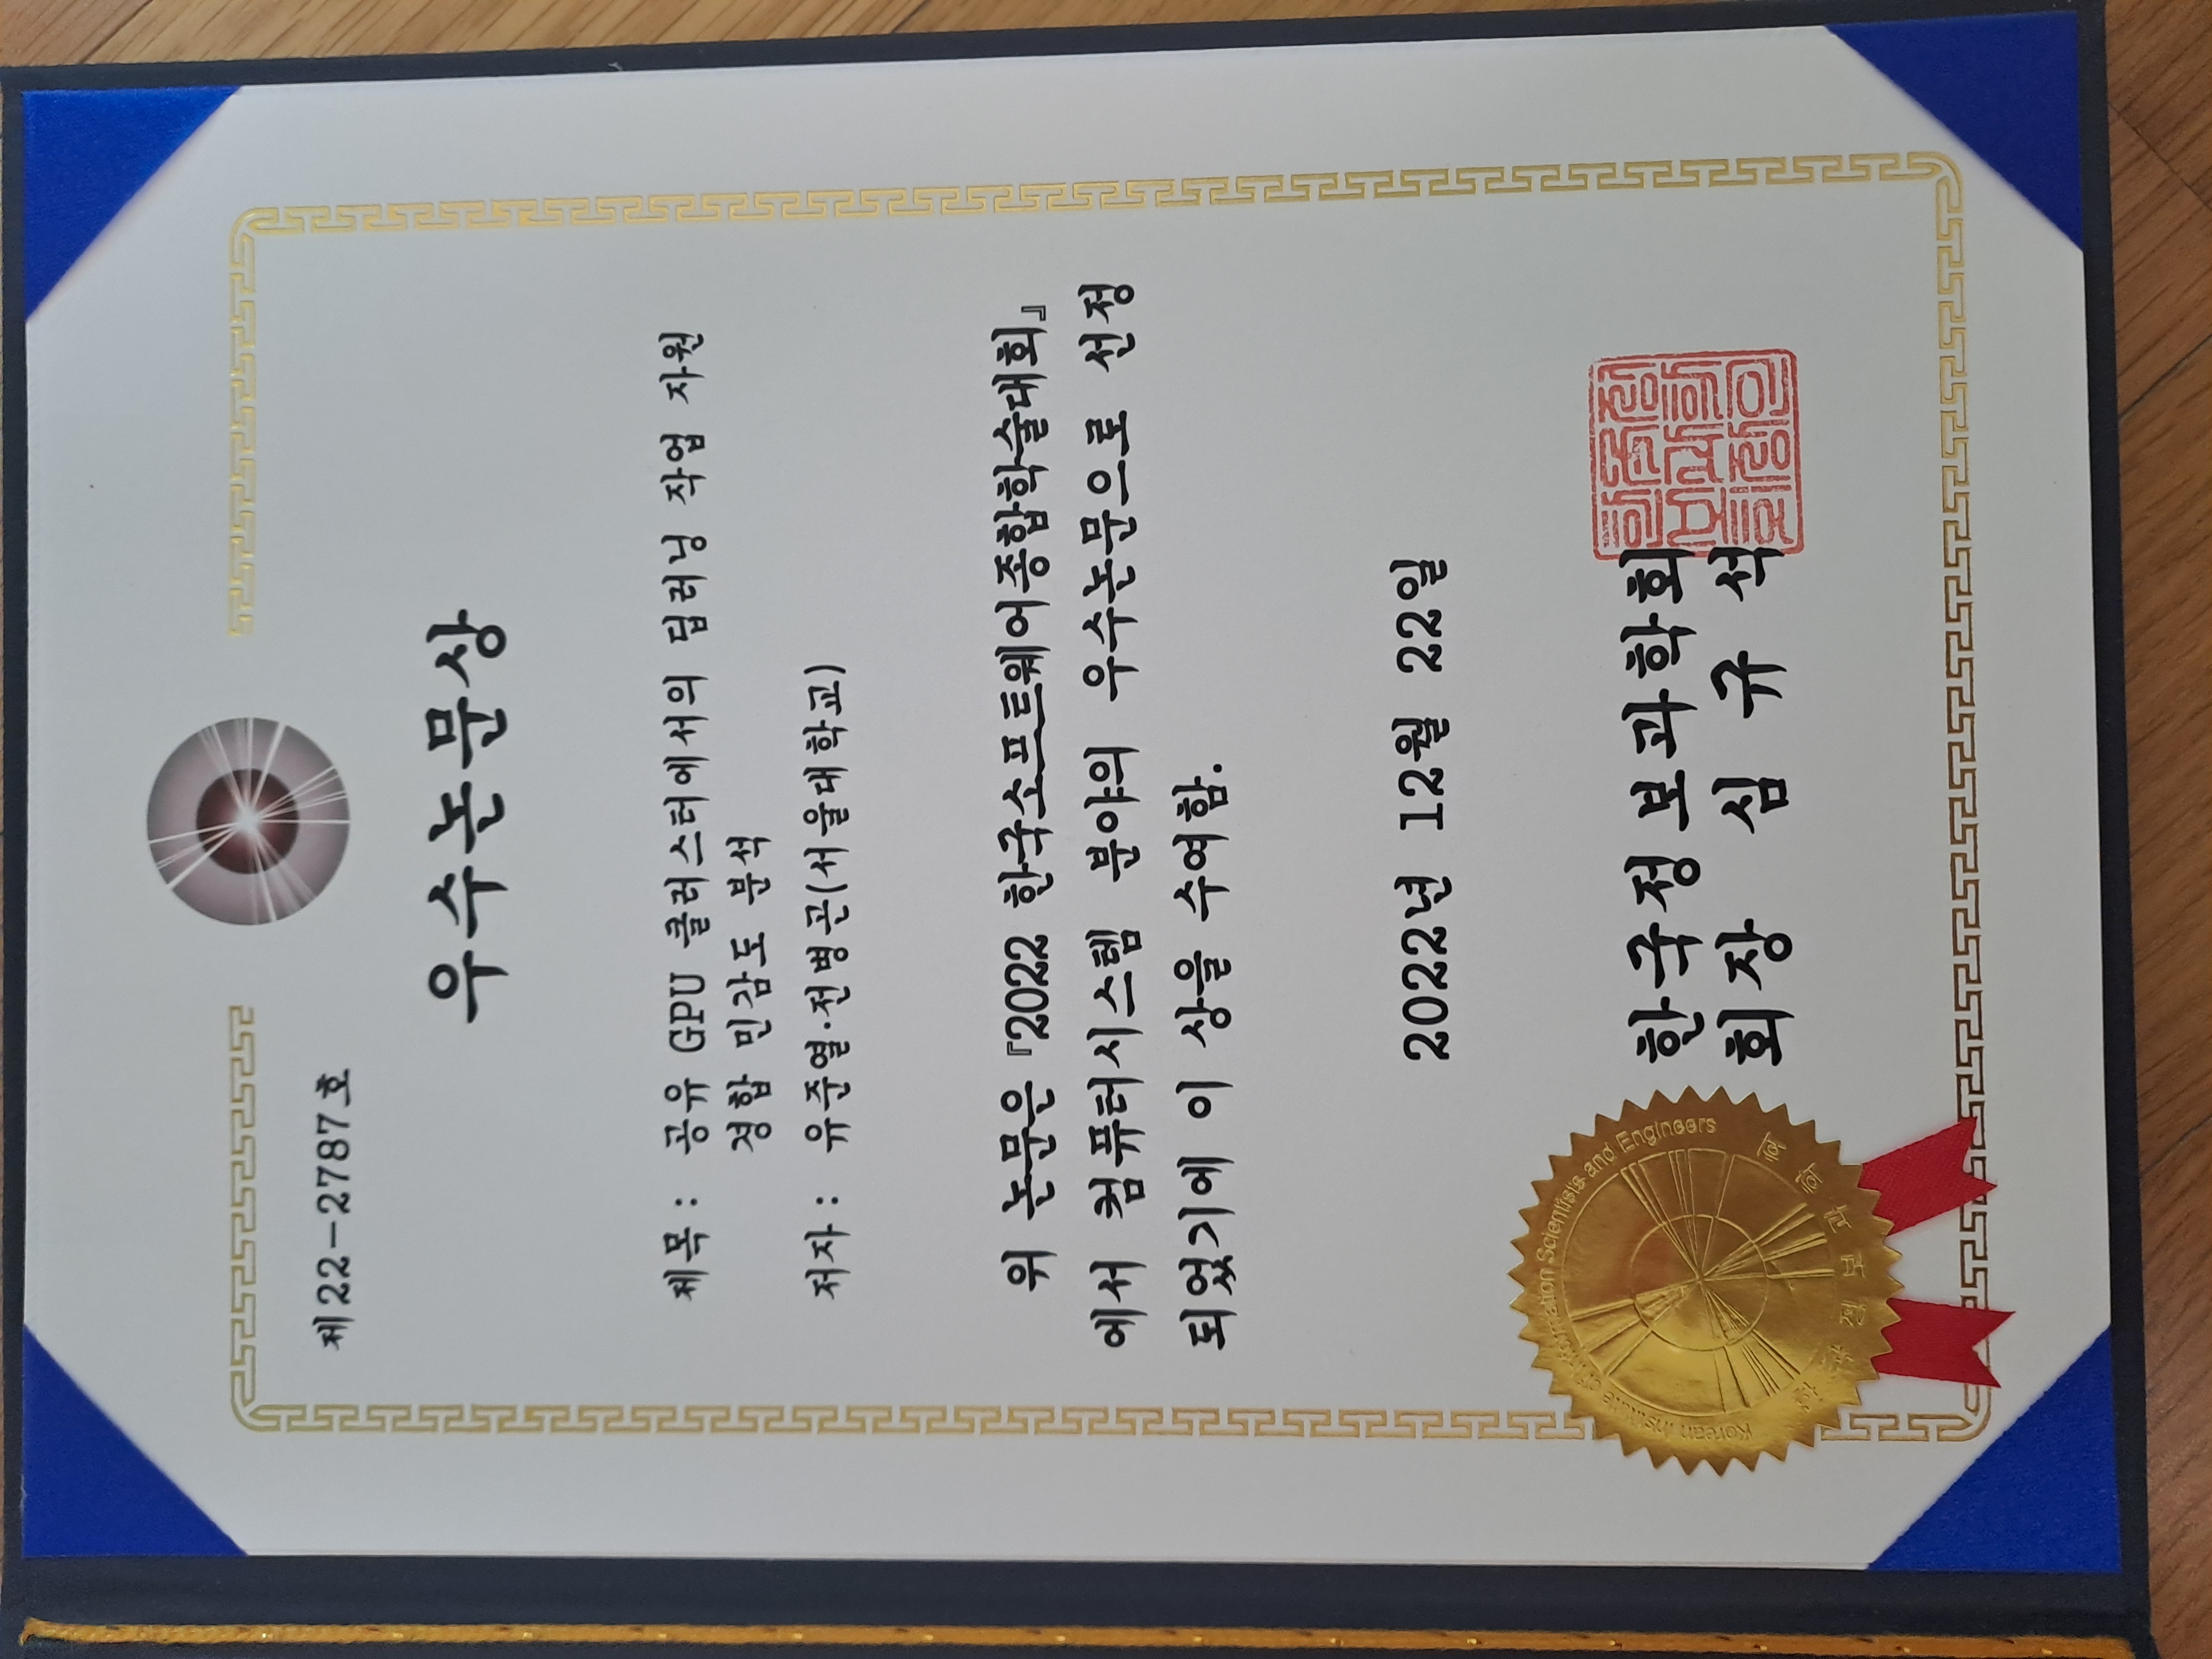 제22-2787호
우수논문상
제목 : 공유 GPU 클러스터에서의 딥러닝 작업 자원
경합 민감도 분석
저자 : 유준열·전병곤(서울대학교)
위 논문은 『2022 한국소프트웨어종합학술대회』
에서 컴퓨터시스템 분야의 우수논문으로 선정
되었기에 이 상을 수여함.
2022년 12월 22일
Korean Institute of Information Scientists and Engineers
한국정보과학회
한국정보과학회
회장 심규석
한국정
보과학
회장인